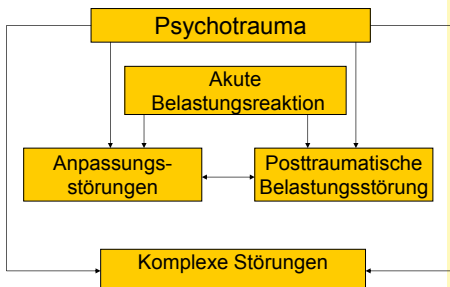 Psychotrauma
Akute
Belastungsreaktion
Anpassungs-
störungen
Posttraumatische
Belastungsstörung
Komplexe Störungen